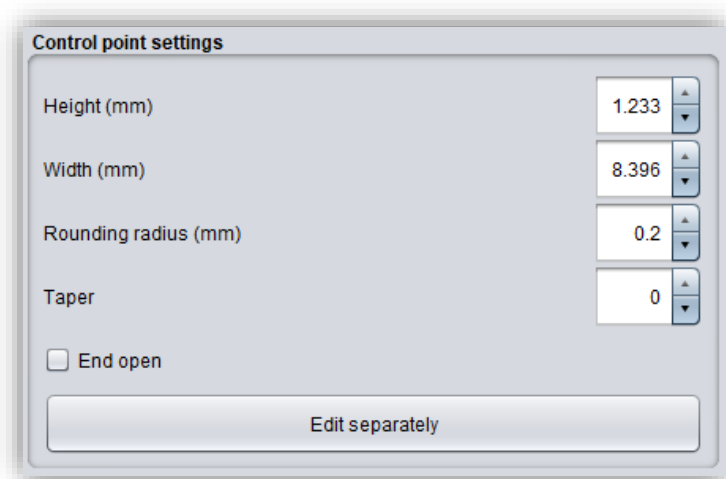 Control point settings
Height (mm) 1.233
Width (mm) 8.396
Rounding radius (mm) 0.2
Taper 0
End open
Edit separately